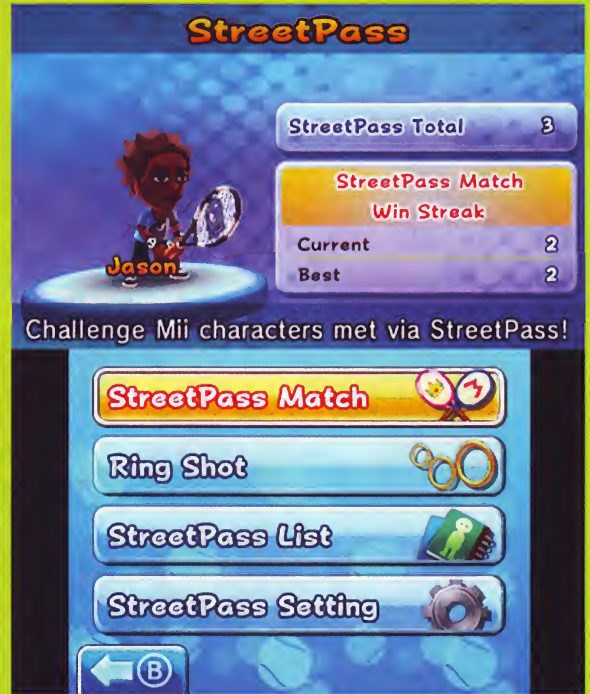 StreetPass
StreetPass Total 3
StreetPass Match
Win Streak
Current 2
Best 2
Jason
Challenge Mii characters met via StreetPass!
StreetPass Match
Ring Shot
StreetPass List
StreetPass Setting
B